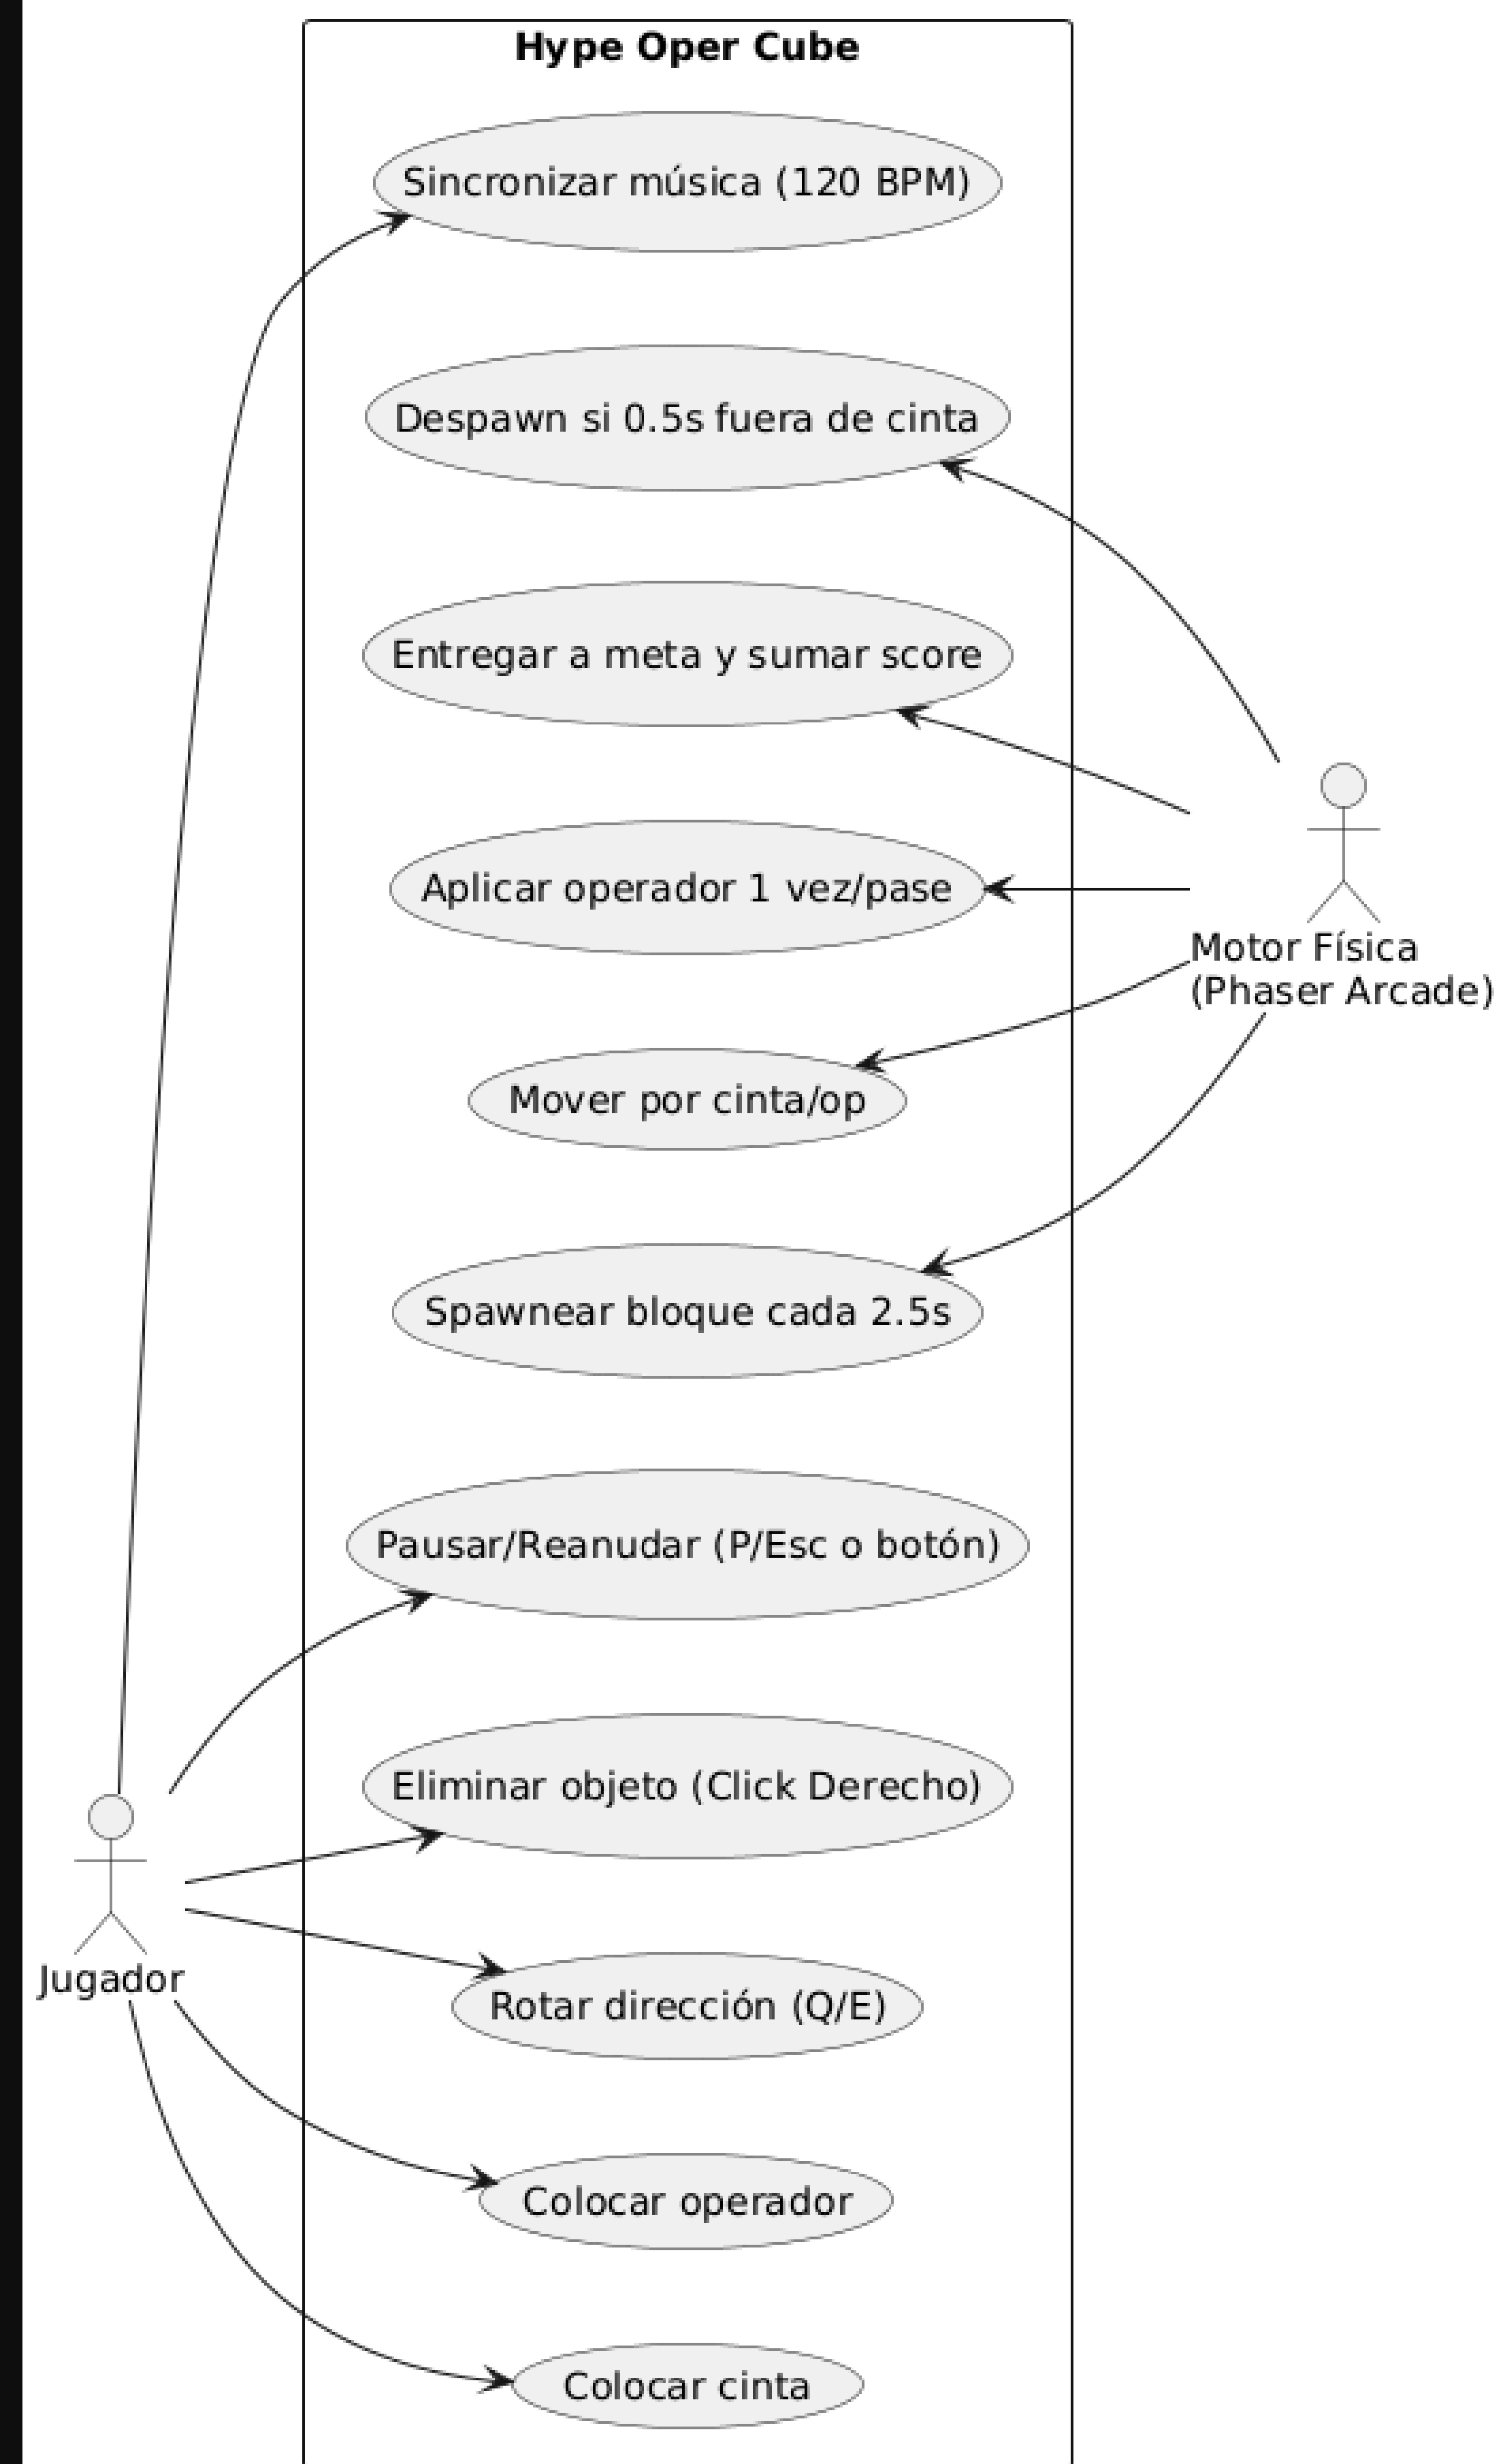 Hype Oper Cube
Sincronizar música (120 BPM)
Despawn si 0.5s fuera de cinta
Entregar a meta y sumar score
Aplicar operador 1 vez/pase
Motor Física
(Phaser Arcade)
Mover por cinta/op
Spawnear bloque cada 2.5s
Pausar/Reanudar (P/Esc o botón)
Eliminar objeto (Click Derecho)
Jugador
Rotar dirección (Q/E)
Colocar operador
Colocar cinta